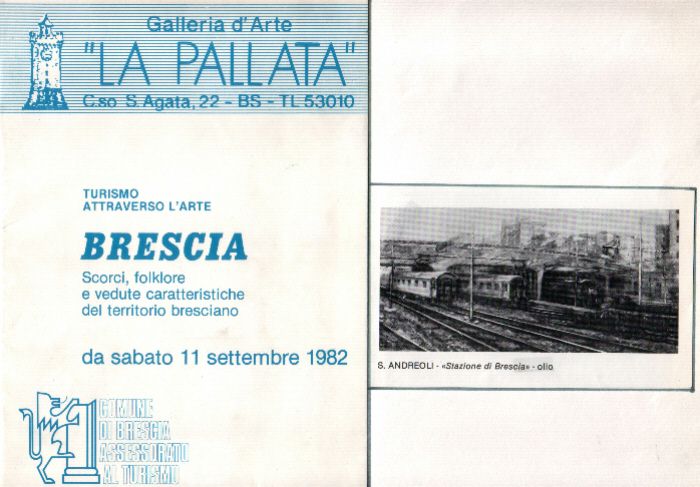 Galleria d'Arte
"LA PALLATA"
C.so S. Agata, 22 - BS - TL 53010
TURISMO
ATTRAVERSO L'ARTE
BRESCIA
Scorci, folklore
e vedute caratteristiche
del territorio bresciano
da sabato 11 settembre 1982
COMUNE
DI BRESCIA
ASSESSORATO
AL TURISMO
S. ANDREOLI - «Stazione di Brescia» - olio